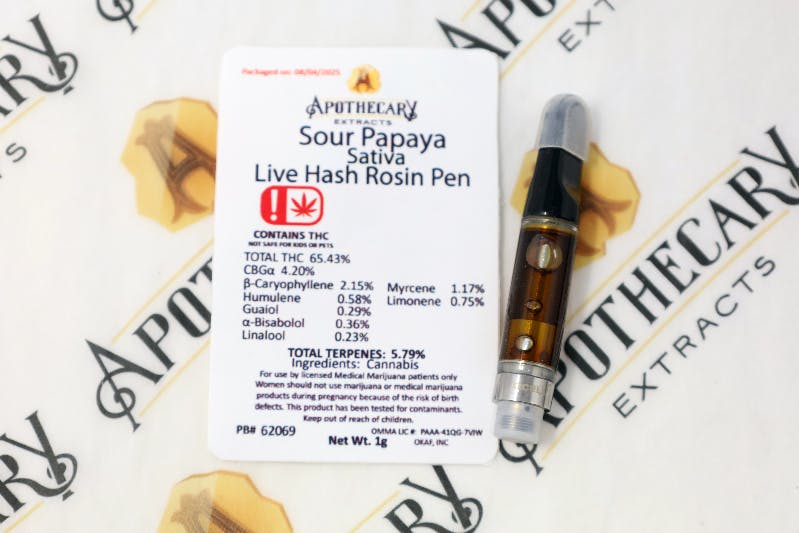 Packaged on: 08/04/2025
APOTHECARY
EXTRACTS
Sour Papaya
Sativa
Live Hash Rosin Pen
!
CONTAINS THC
NOT SAFE FOR KIDS OR PETS
TOTAL THC 65.43%
CBGα 4.20%
β-Caryophyllene 2.15% Myrcene 1.17%
Humulene 0.58% Limonene 0.75%
Guaiol 0.29%
α-Bisabolol 0.36%
Linalool 0.23%
TOTAL TERPENES: 5.79%
Ingredients: Cannabis
For use by licensed Medical Marijuana patients only
Women should not use marijuana or medical marijuana
products during pregnancy because of the risk of birth
defects. This product has been tested for contaminants.
Keep out of reach of children.
PB# 62069 OMMA LIC #: PAAA-41QG-7VIW
Net Wt. 1g OKAF, INC
APOTHECARY
EXTRACTS
APOTHECARY
EXTRACTS
APOTHECARY
APOTHECARY